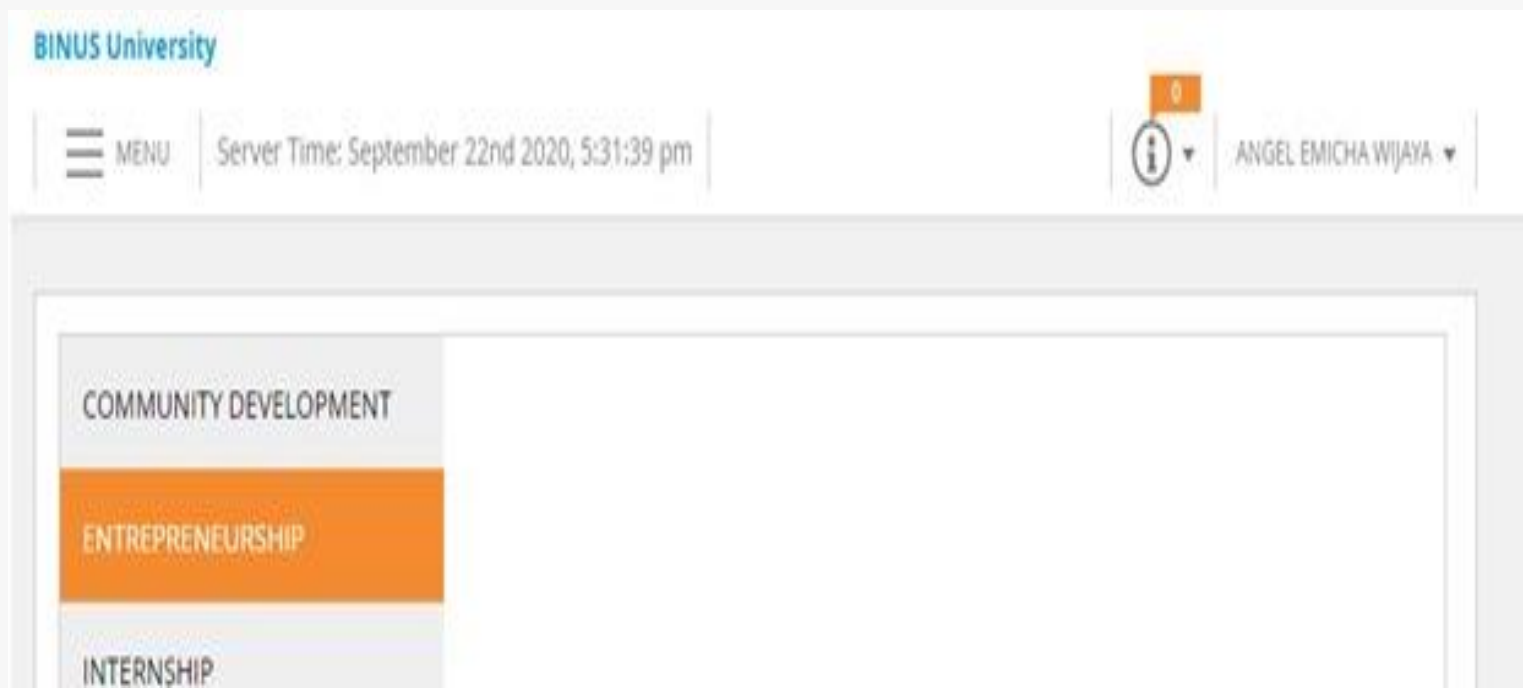 BINUS University
0
MENU Server Time: September 22nd 2020, 5:31:39 pm ANGEL EMICHA WIJAYA
COMMUNITY DEVELOPMENT
ENTREPRENEURSHIP
INTERNSHIP